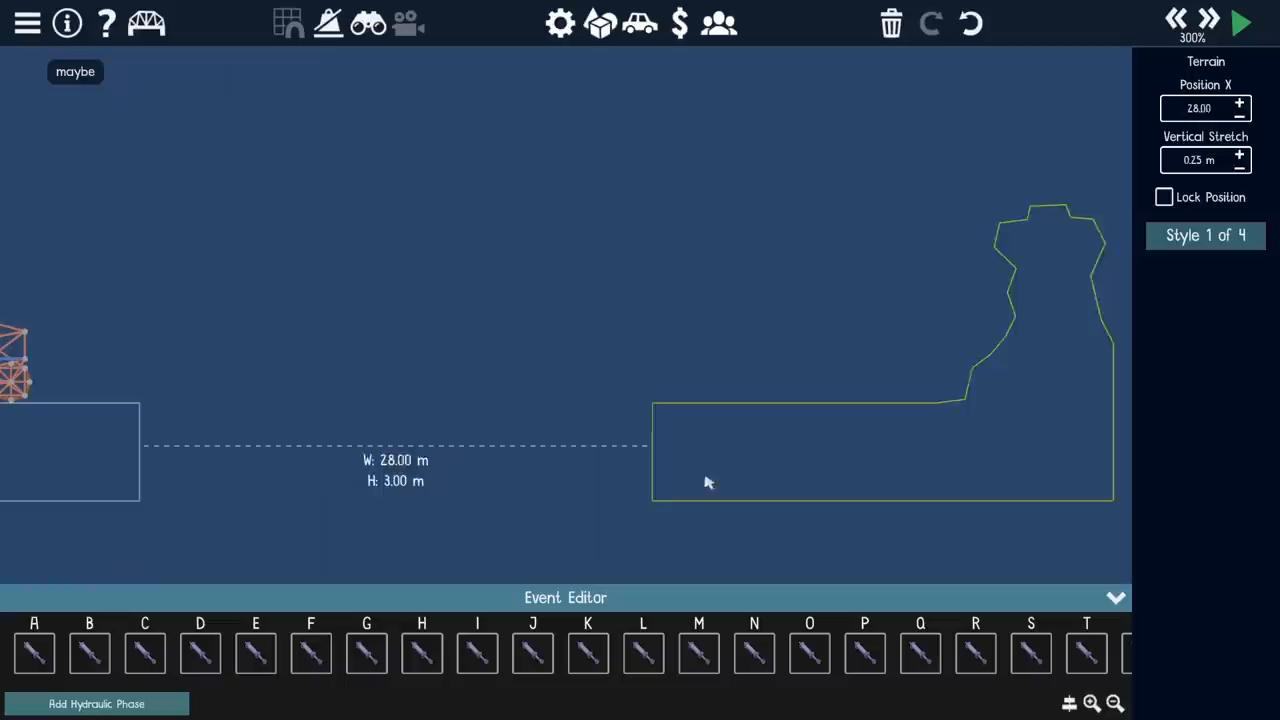 300%
maybe
Terrain
Position X
28.00
Vertical Stretch
0.25 m
Lock Position
Style 1 of 4
W: 28.00 m
H: 3.00 m
Event Editor
A B C D E F G H I J K L M N O P Q R S T
Add Hydraulic Phase